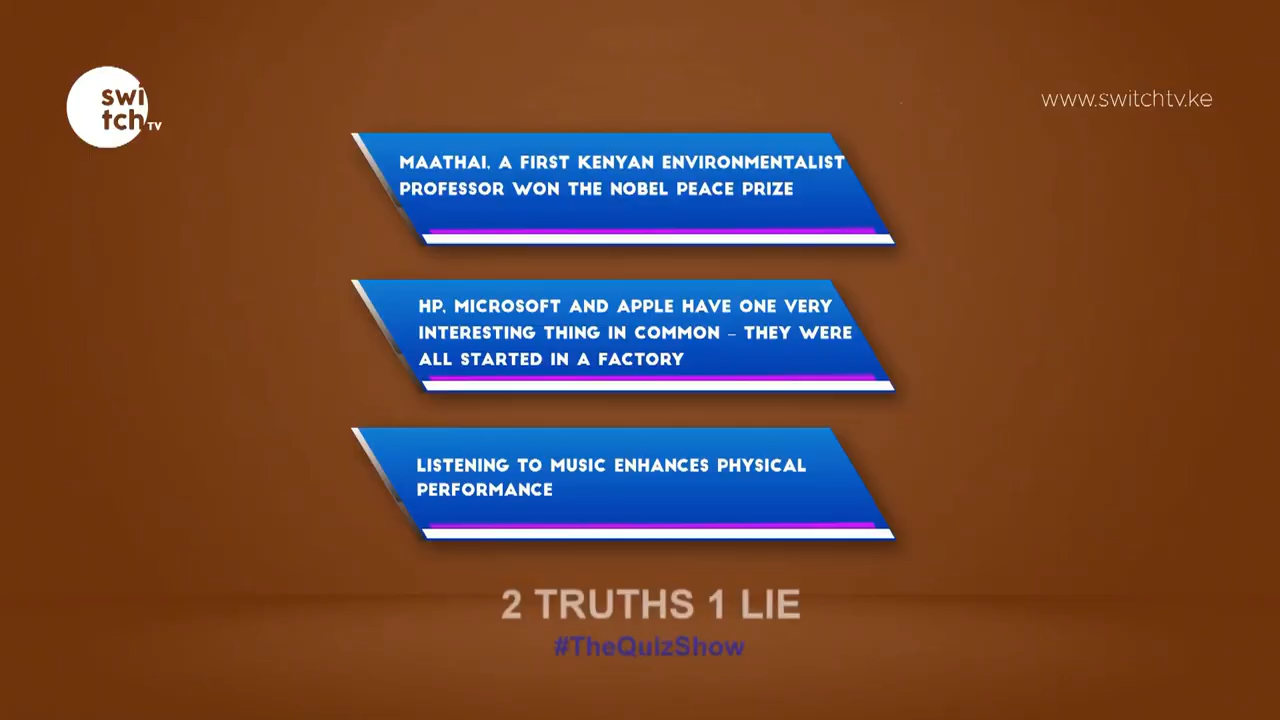 swi
tch TV
www.switchtv.ke
MAATHAI, A FIRST KENYAN ENVIRONMENTALIST
PROFESSOR WON THE NOBEL PEACE PRIZE
HP, MICROSOFT AND APPLE HAVE ONE VERY
INTERESTING THING IN COMMON – THEY WERE
ALL STARTED IN A FACTORY
LISTENING TO MUSIC ENHANCES PHYSICAL
PERFORMANCE
2 TRUTHS 1 LIE
#TheQuizShow